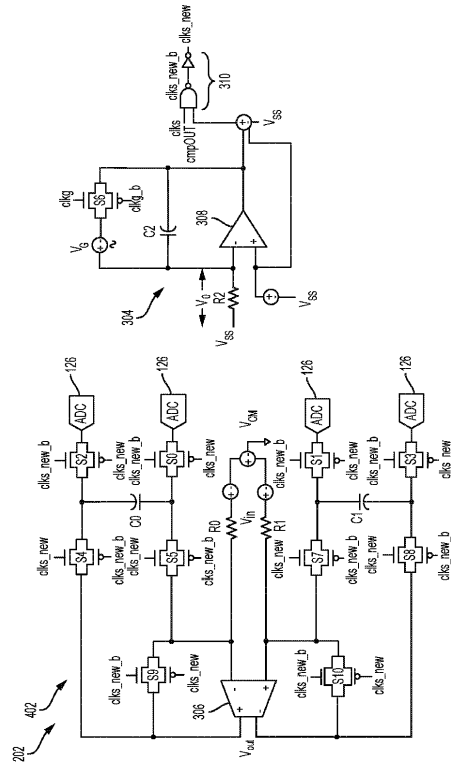 202
402
clks_new
S4
clks_new_b
clks_new_b
S2
clks_new
ADC
126
C0
clks_new
S5
clks_new_b
clks_new_b
S0
clks_new
ADC
126
clks_new_b
S9
clks_new
R0
306
Vout
- +
+ -
Vin
VCM
R1
clks_new
S7
clks_new_b
clks_new_b
S1
clks_new
ADC
126
C1
clks_new_b
S10
clks_new
clks_new
S8
clks_new_b
clks_new_b
S3
clks_new
ADC
126
304
VG
clkg
S6
clkg_b
C2
V0
VSS
R2
308
- +
VSS
VSS
clks
cmpOUT
clks_new_b
clks_new
310